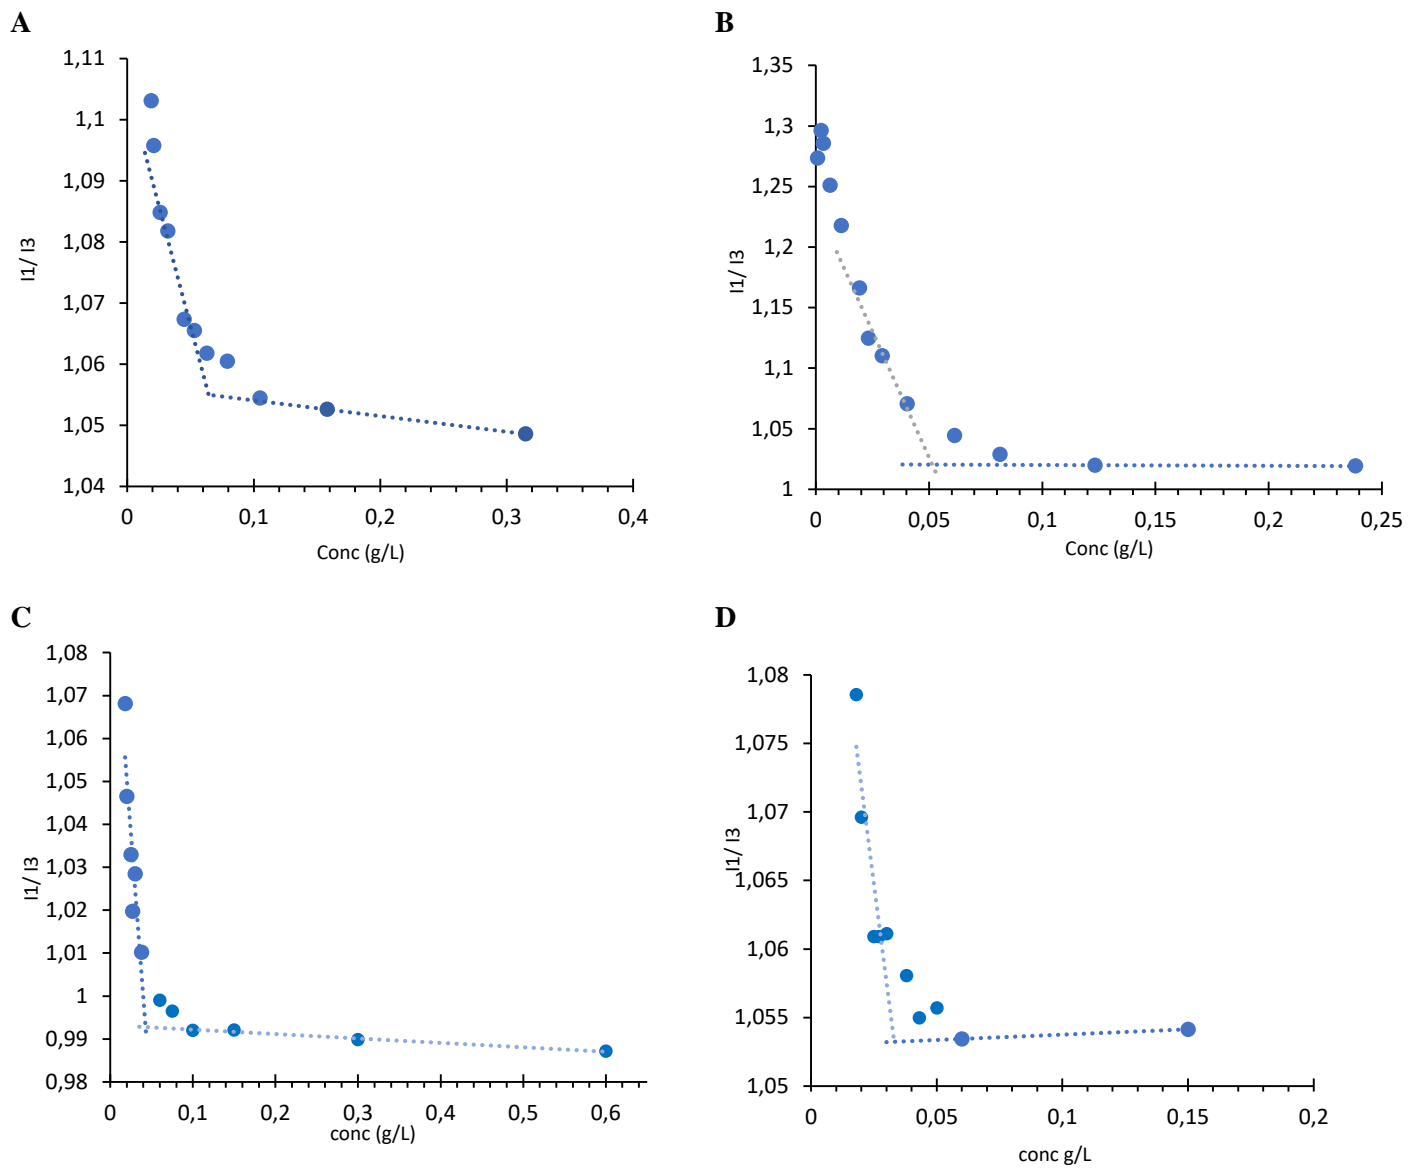 A
1,11
1,1
1,09
1,08
1,07
1,06
1,05
1,04
I1/ I3
0 0,1 0,2 0,3 0,4
Conc (g/L)
B
1,35
1,3
1,25
1,2
1,15
1,1
1,05
1
I1/ I3
0 0,05 0,1 0,15 0,2 0,25
Conc (g/L)
C
1,08
1,07
1,06
1,05
1,04
1,03
1,02
1,01
1
0,99
0,98
I1/ I3
0 0,1 0,2 0,3 0,4 0,5 0,6
conc (g/L)
D
1,08
1,075
1,07
1,065
1,06
1,055
1,05
I1/ I3
0 0,05 0,1 0,15 0,2
conc g/L